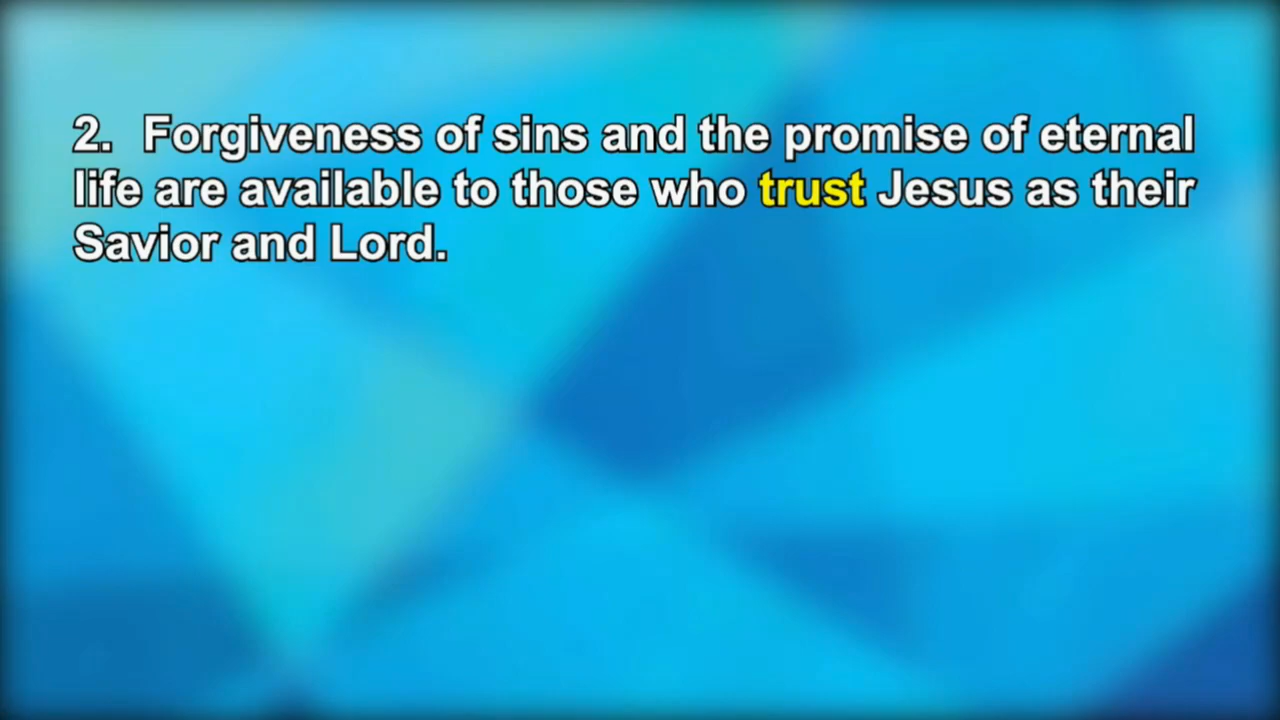 2. Forgiveness of sins and the promise of eternal
life are available to those who trust Jesus as their
Savior and Lord.